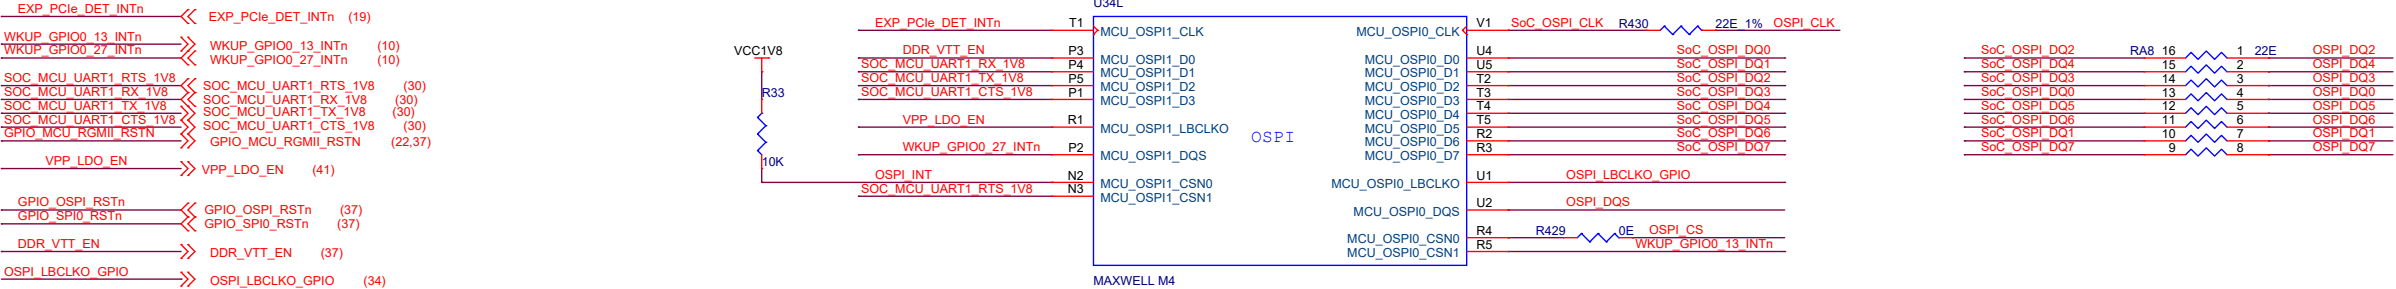 EXP_PCIe_DET_INTn EXP_PCIe_DET_INTn (19)
WKUP_GPIO0_13_INTn WKUP_GPIO0_13_INTn (10)
WKUP_GPIO0_27_INTn WKUP_GPIO0_27_INTn (10)
SOC_MCU_UART1_RTS_1V8 SOC_MCU_UART1_RTS_1V8 (30)
SOC_MCU_UART1_RX_1V8 SOC_MCU_UART1_RX_1V8 (30)
SOC_MCU_UART1_TX_1V8 SOC_MCU_UART1_TX_1V8 (30)
SOC_MCU_UART1_CTS_1V8 SOC_MCU_UART1_CTS_1V8 (30)
GPIO_MCU_RGMII_RSTN GPIO_MCU_RGMII_RSTN (22,37)
VPP_LDO_EN VPP_LDO_EN (41)
GPIO_OSPI_RSTn GPIO_OSPI_RSTn (37)
GPIO_SPI0_RSTn GPIO_SPI0_RSTn (37)
DDR_VTT_EN DDR_VTT_EN (37)
OSPI_LBCLKO_GPIO OSPI_LBCLKO_GPIO (34)
VCC1V8
R33
10K
U34L
EXP_PCIe_DET_INTn T1 MCU_OSPI1_CLK
DDR_VTT_EN P3 MCU_OSPI1_D0
SOC_MCU_UART1_RX_1V8 P4 MCU_OSPI1_D1
SOC_MCU_UART1_TX_1V8 P5 MCU_OSPI1_D2
SOC_MCU_UART1_CTS_1V8 P1 MCU_OSPI1_D3
VPP_LDO_EN R1 MCU_OSPI1_LBCLKO
WKUP_GPIO0_27_INTn P2 MCU_OSPI1_DQS
OSPI_INT N2 MCU_OSPI1_CSN0
SOC_MCU_UART1_RTS_1V8 N3 MCU_OSPI1_CSN1
OSPI
MCU_OSPI0_CLK V1 SoC_OSPI_CLK R430 22E_1% OSPI_CLK
MCU_OSPI0_D0 U4 SoC_OSPI_DQ0
MCU_OSPI0_D1 U5 SoC_OSPI_DQ1
MCU_OSPI0_D2 T2 SoC_OSPI_DQ2
MCU_OSPI0_D3 T3 SoC_OSPI_DQ3
MCU_OSPI0_D4 T4 SoC_OSPI_DQ4
MCU_OSPI0_D5 T5 SoC_OSPI_DQ5
MCU_OSPI0_D6 R2 SoC_OSPI_DQ6
MCU_OSPI0_D7 R3 SoC_OSPI_DQ7
MCU_OSPI0_LBCLKO U1 OSPI_LBCLKO_GPIO
MCU_OSPI0_DQS U2 OSPI_DQS
MCU_OSPI0_CSN0 R4 R429 0E OSPI_CS
MCU_OSPI0_CSN1 R5 WKUP_GPIO0_13_INTn
MAXWELL M4
SoC_OSPI_DQ2 RA8 16 1 22E OSPI_DQ2
SoC_OSPI_DQ4 15 2 OSPI_DQ4
SoC_OSPI_DQ3 14 3 OSPI_DQ3
SoC_OSPI_DQ0 13 4 OSPI_DQ0
SoC_OSPI_DQ5 12 5 OSPI_DQ5
SoC_OSPI_DQ6 11 6 OSPI_DQ6
SoC_OSPI_DQ1 10 7 OSPI_DQ1
SoC_OSPI_DQ7 9 8 OSPI_DQ7